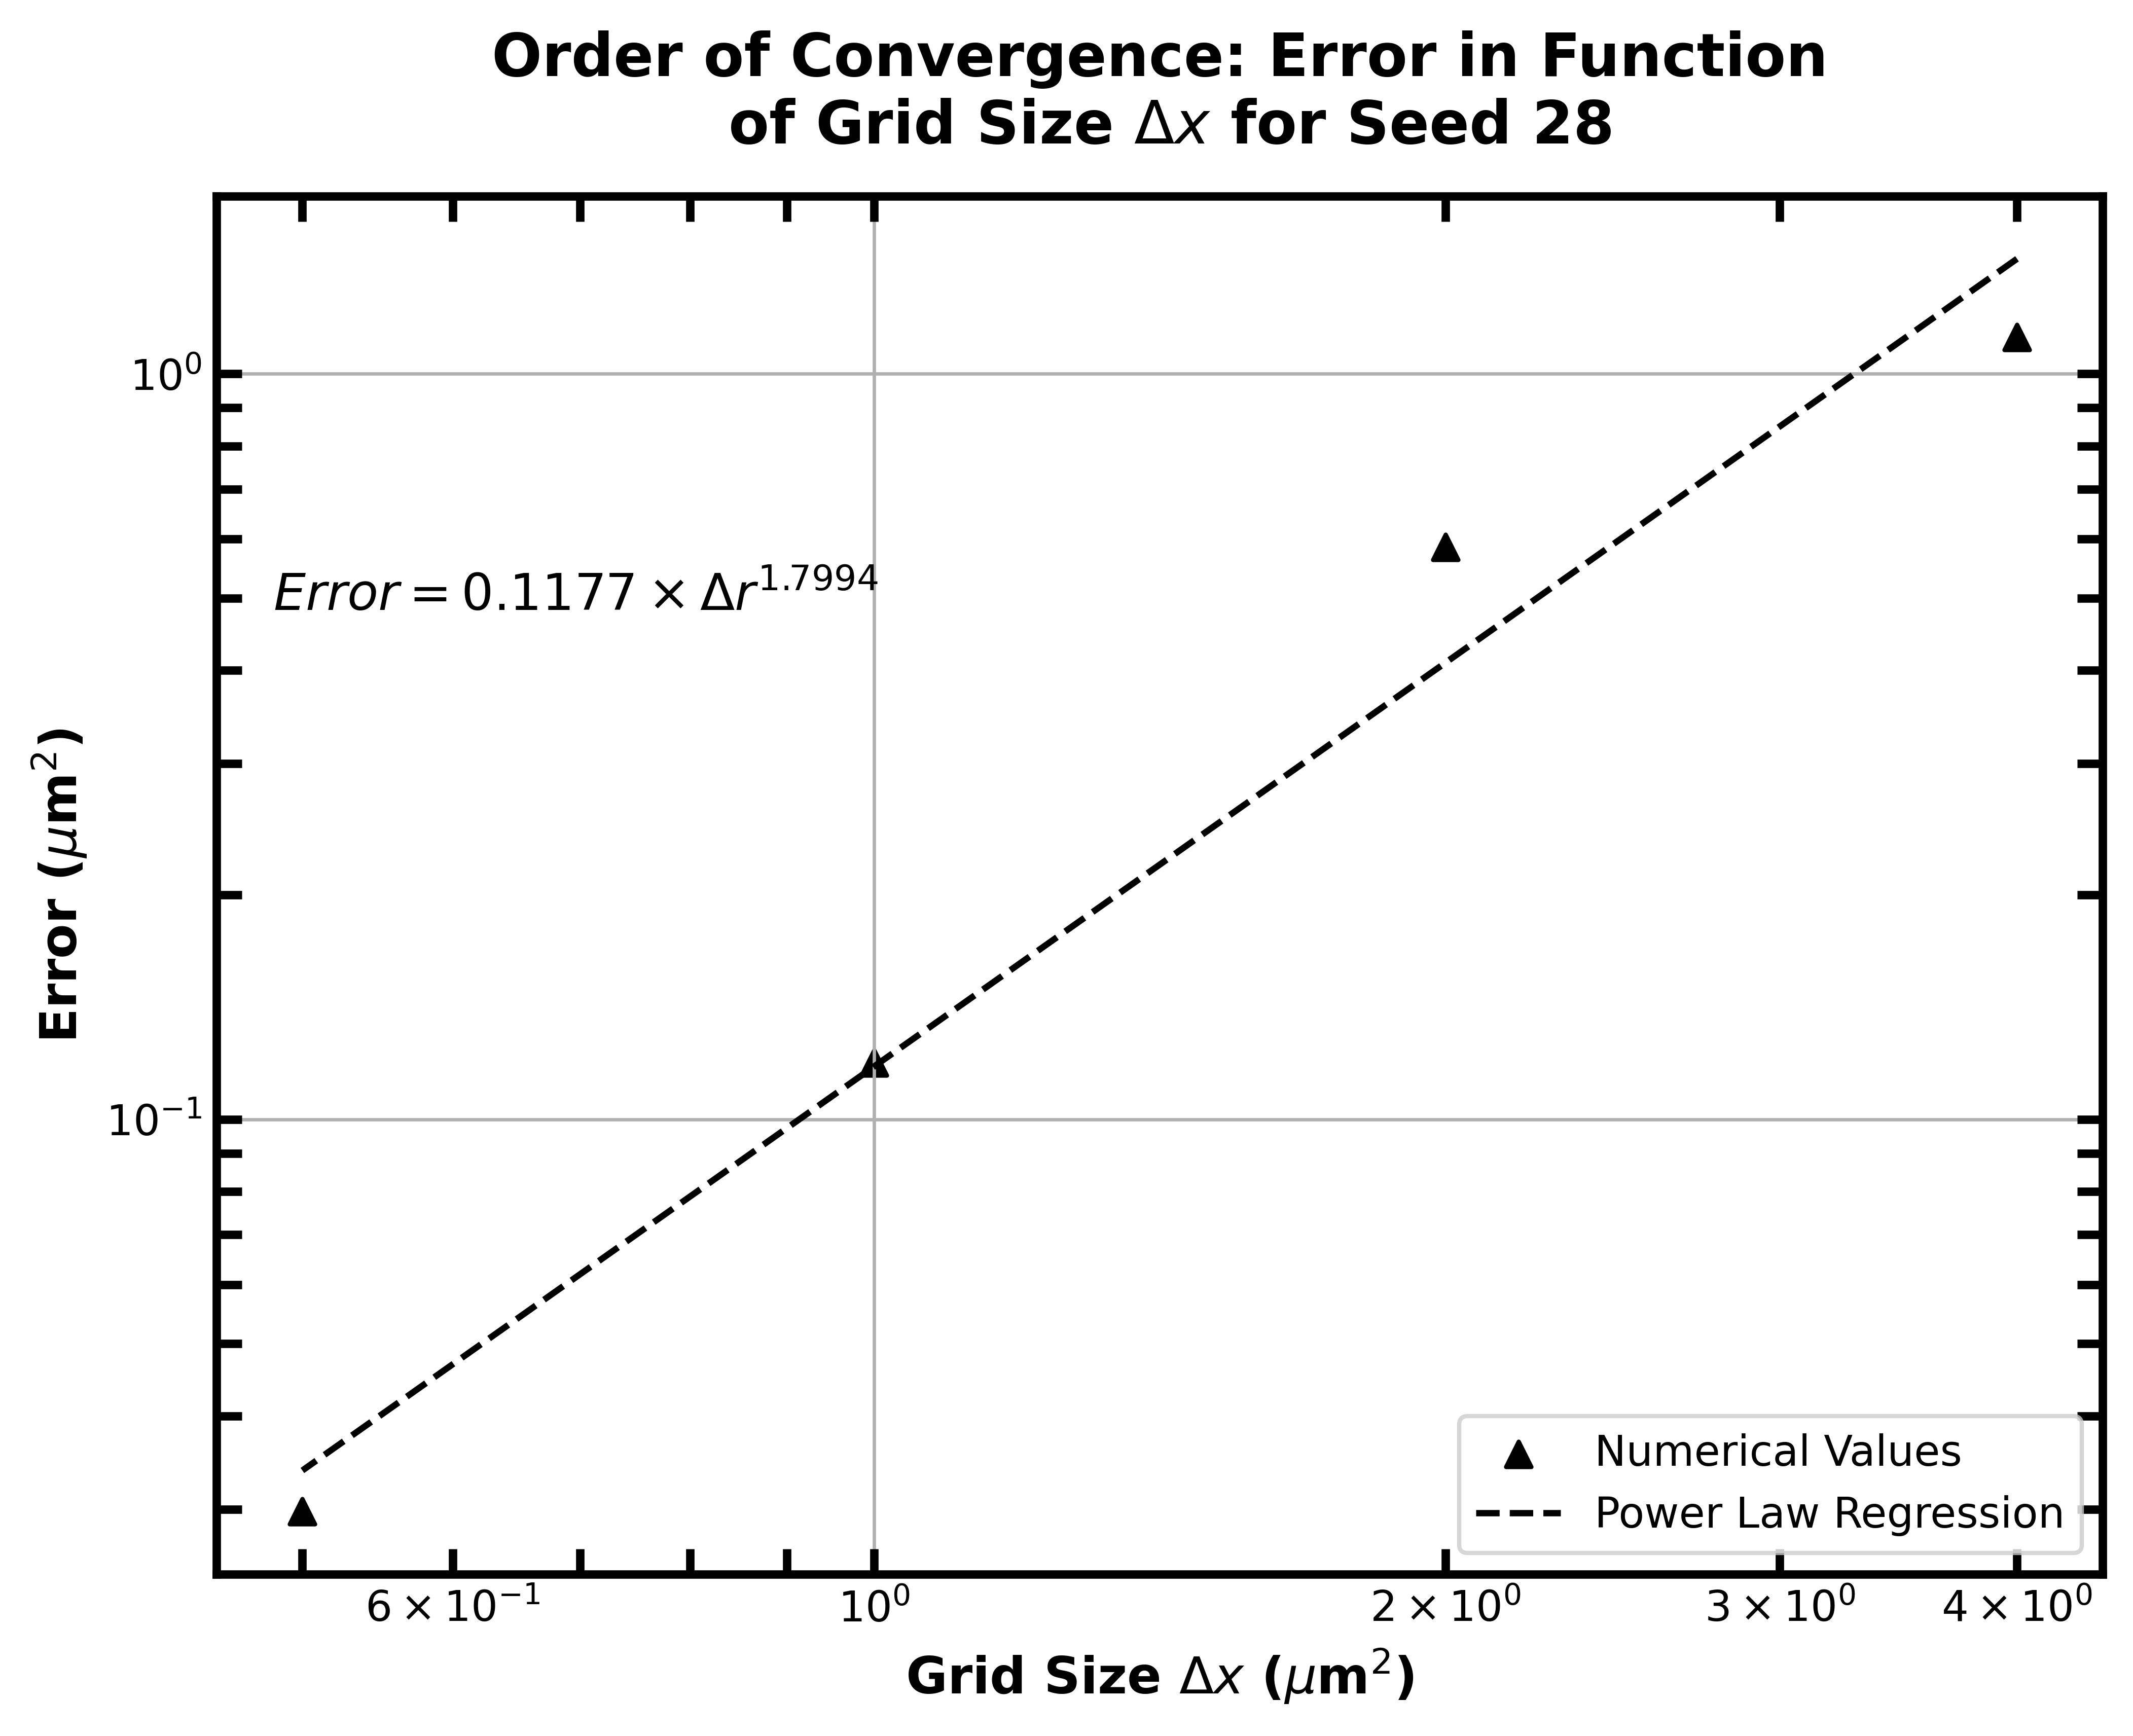 Order of Convergence: Error in Function
of Grid Size Δx for Seed 28
10⁰
Error = 0.1177 × Δr¹·⁷⁹⁹⁴
Error (μm²)
10⁻¹
Numerical Values
Power Law Regression
6 × 10⁻¹
10⁰
2 × 10⁰
3 × 10⁰
4 × 10⁰
Grid Size Δx (μm²)